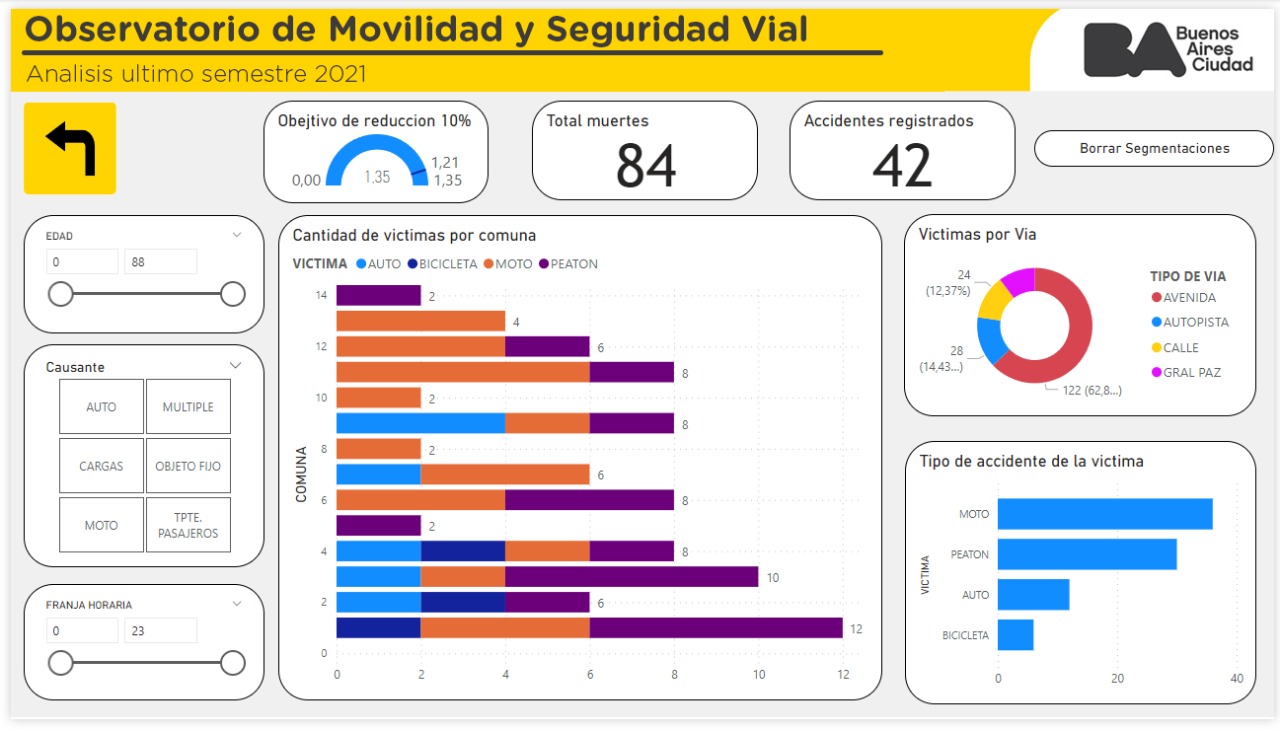 Observatorio de Movilidad y Seguridad Vial
Analisis ultimo semestre 2021
BA Buenos
Aires
Ciudad
Obejtivo de reduccion 10%
0,00
1.35
1,21
1,35
Total muertes
84
Accidentes registrados
42
Borrar Segmentaciones
EDAD
0 88
Causante
AUTO MULTIPLE
CARGAS OBJETO FIJO
MOTO TPTE.
PASAJEROS
FRANJA HORARIA
0 23
Cantidad de victimas por comuna
VICTIMA AUTO BICICLETA MOTO PEATON
COMUNA
14 2
4
12 6
8
10 2
8
8 2
6
6 8
2
4 8
10
2 6
12
0
0 2 4 6 8 10 12
Victimas por Via
24
(12,37%)
28
(14,43...)
122 (62,8...)
TIPO DE VIA
AVENIDA
AUTOPISTA
CALLE
GRAL PAZ
Tipo de accidente de la victima
VICTIMA
MOTO
PEATON
AUTO
BICICLETA
0 20 40